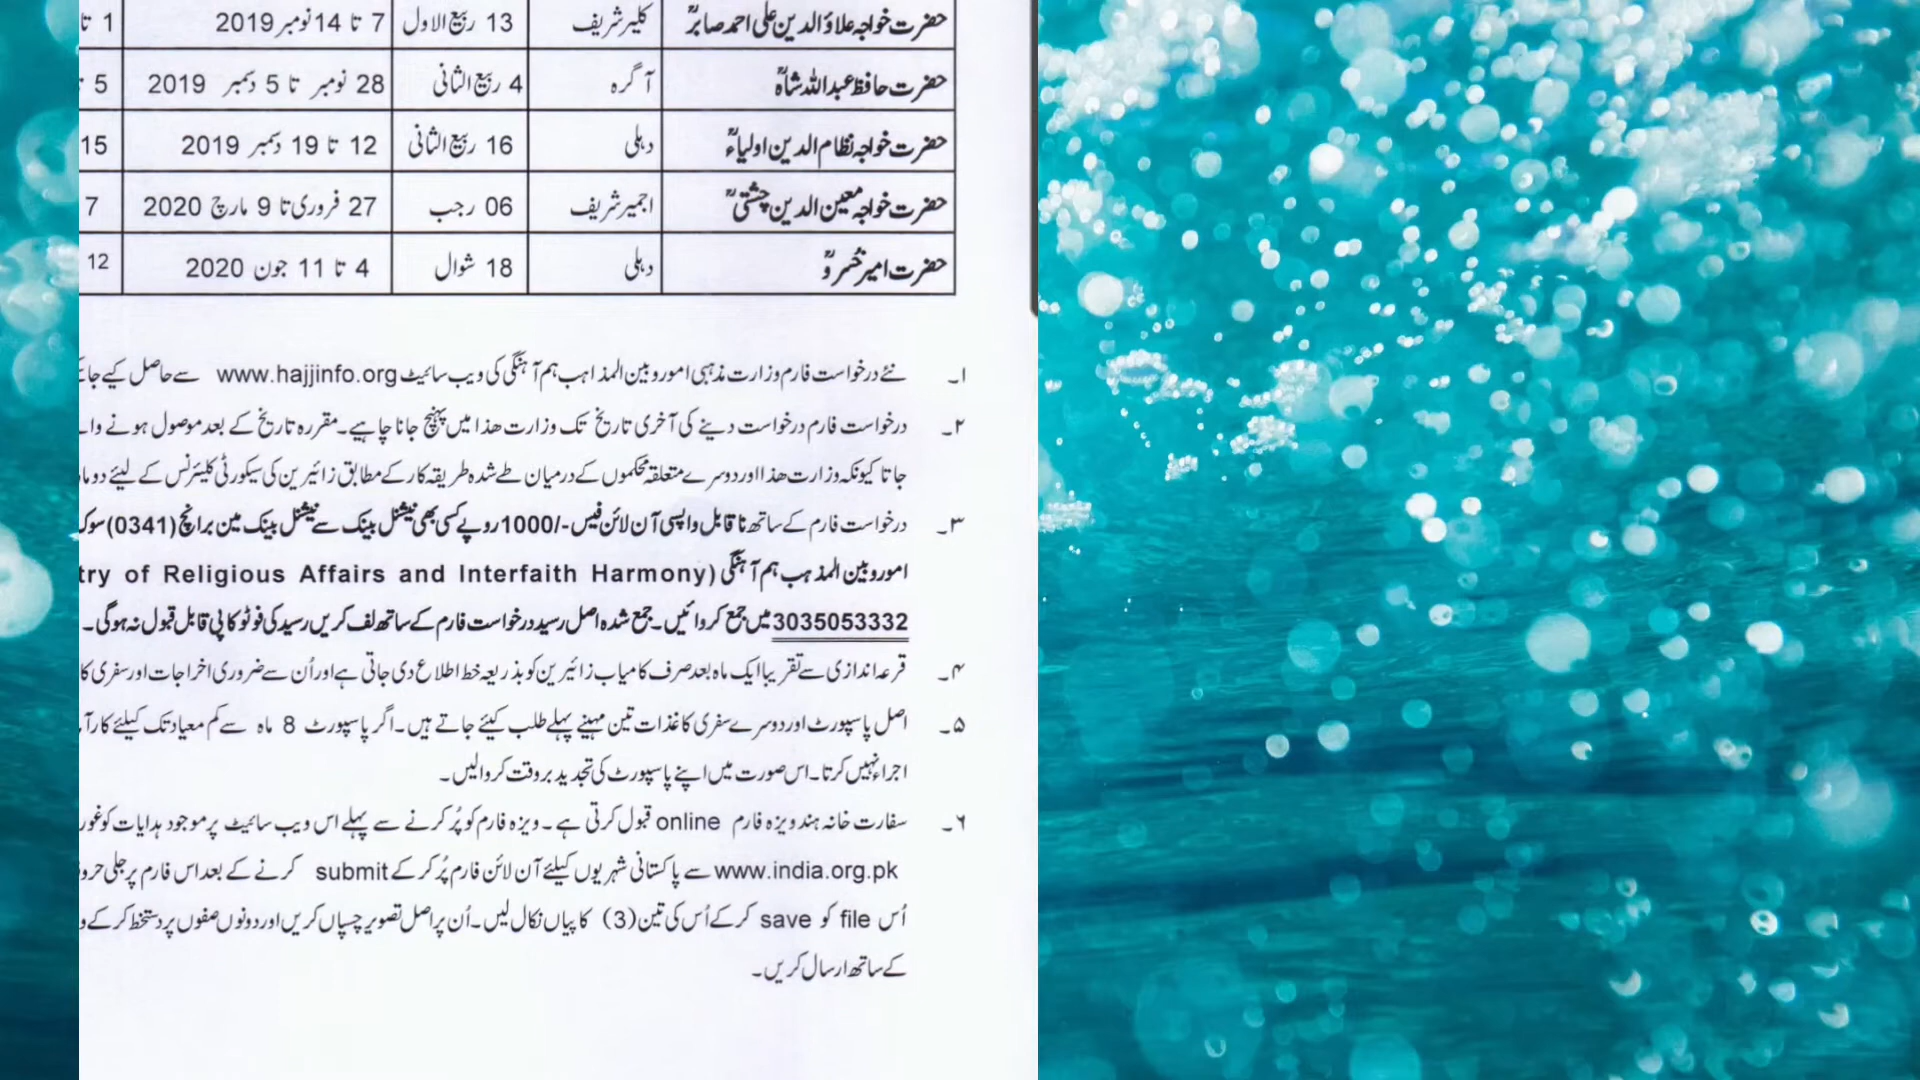 حضرت خواجہ علاؤ الدین علی احمد صابرؒ کلیر شریف 13 ربیع الاول 7 تا 14 نومبر 2019 1 تا
حضرت حافظ عبداللہ شاہؒ آگرہ 4 ربیع الثانی 28 نومبر تا 5 دسمبر 2019 5
حضرت خواجہ نظام الدین اولیاءؒ دہلی 16 ربیع الثانی 12 تا 19 دسمبر 2019 15
حضرت خواجہ معین الدین چشتیؒ اجمیر شریف 06 رجب 27 فروری تا 9 مارچ 2020 7
حضرت امیر خسروؒ دہلی 18 شوال 4 تا 11 جون 2020 12
۱۔ نئے درخواست فارم وزارت مذہبی امور و بین المذاہب ہم آہنگی کی ویب سائیٹ www.hajjinfo.org سے حاصل کیے
۲۔ درخواست فارم درخواست دینے کی آخری تاریخ تک وزارت ھذا میں پہنچ جانا چاہیے۔ مقررہ تاریخ کے بعد موصول ہونے
جاتا کیونکہ وزارت ھذا اور دوسرے متعلقہ محکموں کے درمیان طے شدہ طریقہ کار کے مطابق زائیرین کی سیکورٹی کلیئرنس کے لیئے دو
۳۔ درخواست فارم کے ساتھ نا قابل واپسی آن لائن فیس -/1000 روپے کسی بھی نیشنل بینک سے نیشنل بینک مین برانچ (0341)
امور و بین المذہب ہم آہنگی (try of Religious Affairs and Interfaith Harmony
3035053332 میں جمع کروائیں۔ جمع شدہ اصل رسید درخواست فارم کے ساتھ لف کریں رسید کی فوٹو کاپی قابل قبول نہ ہو گی۔
۴۔ قرعہ اندازی سے تقریبا ایک ماہ بعد صرف کامیاب زائیرین کو بذریعہ خط اطلاع دی جاتی ہے اور اُن سے ضروری اخراجات اور سفری
۵۔ اصل پاسپورٹ اور دوسرے سفری کاغذات تین مہینے پہلے طلب کیئے جاتے ہیں۔ اگر پاسپورٹ 8 ماہ سے کم معیاد تک کیلئے
اجراء نہیں کرتا۔ اس صورت میں اپنے پاسپورٹ کی تجدید بروقت کروالیں۔
۶۔ سفارت خانہ ہند ویزہ فارم online قبول کرتی ہے۔ ویزہ فارم کو پُر کرنے سے پہلے اس ویب سائیٹ پر موجود ہدایات کو غور
www.india.org.pk سے پاکستانی شہریوں کیلئے آن لائن فارم پُر کر کے submit کرنے کے بعد اس فارم پر جلی
اُس file کو save کر کے اُس کی تین (3) کاپیاں نکال لیں۔ اُن پر اصل تصویر چسپاں کریں اور دونوں صفوں پر دستخط کر کے
کے ساتھ ارسال کریں۔